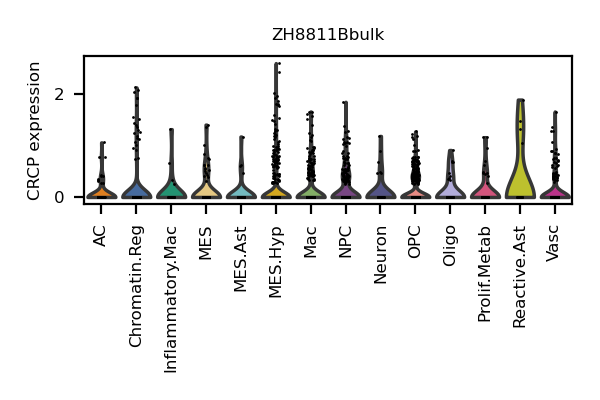 ZH8811Bbulk
CRCP expression
2
0
AC
Chromatin.Reg
Inflammatory.Mac
MES
MES.Ast
MES.Hyp
Mac
NPC
Neuron
OPC
Oligo
Prolif.Metab
Reactive.Ast
Vasc